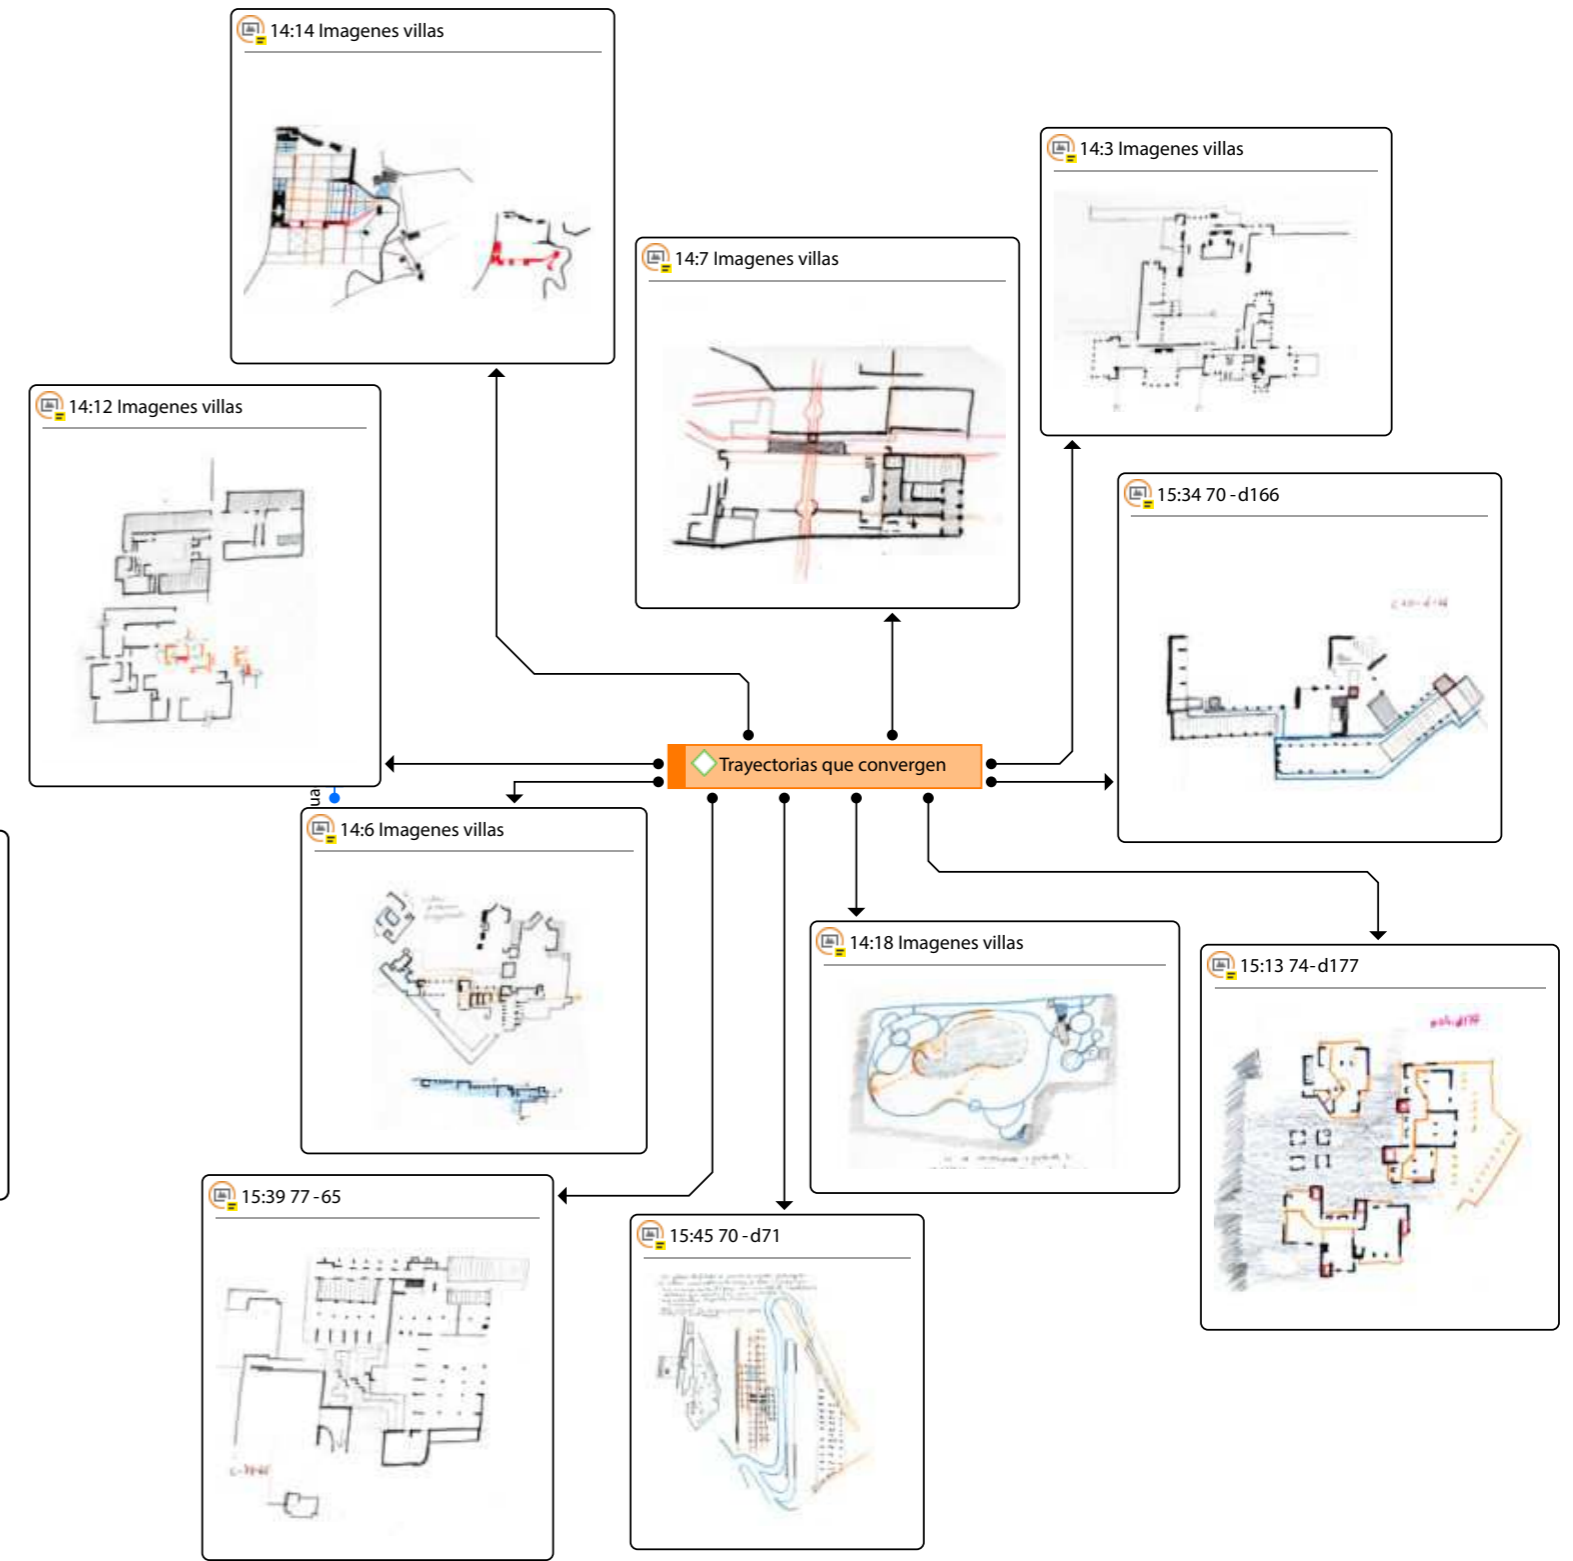 14:14 Imagenes villas
14:3 Imagenes villas
14:7 Imagenes villas
14:12 Imagenes villas
15:34 70-d166
Trayectorias que convergen
ua
14:6 Imagenes villas
14:18 Imagenes villas
15:13 74-d177
15:39 77-65
15:45 70-d71